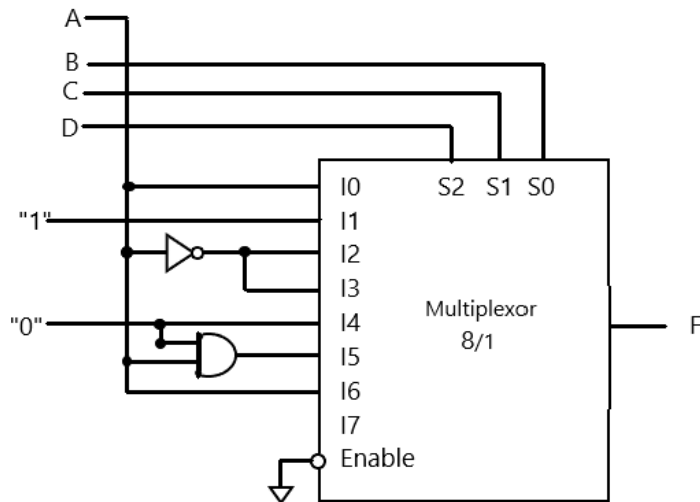 A
B
C
D
I0 S2 S1 S0
"1" I1
I2
I3
"0" I4
Multiplexor
8/1
F
I5
I6
I7
Enable